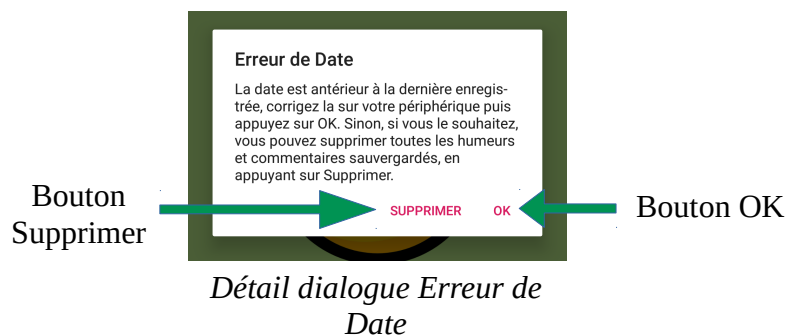 Erreur de Date
La date est antérieur à la dernière enregis-
trée, corrigez la sur votre périphérique puis
appuyez sur OK. Sinon, si vous le souhaitez,
vous pouvez supprimer toutes les humeurs
et commentaires sauvergardés, en
appuyant sur Supprimer.
Bouton
Supprimer
SUPPRIMER OK
Bouton OK
Détail dialogue Erreur de
Date